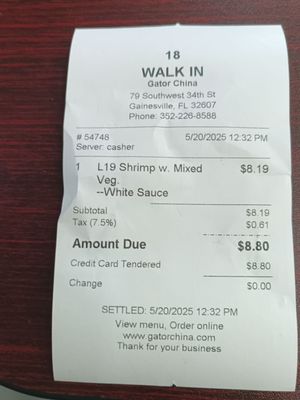 18
WALK IN
Gator China
79 Southwest 34th St
Gainesville, FL 32607
Phone: 352-226-8588
# 54748 5/20/2025 12:32 PM
Server: casher
1 L19 Shrimp w. Mixed $8.19
Veg.
--White Sauce
Subtotal $8.19
Tax (7.5%) $0.61
Amount Due $8.80
Credit Card Tendered $8.80
Change $0.00
SETTLED: 5/20/2025 12:32 PM
View menu, Order online
www.gatorchina.com
Thank for your business